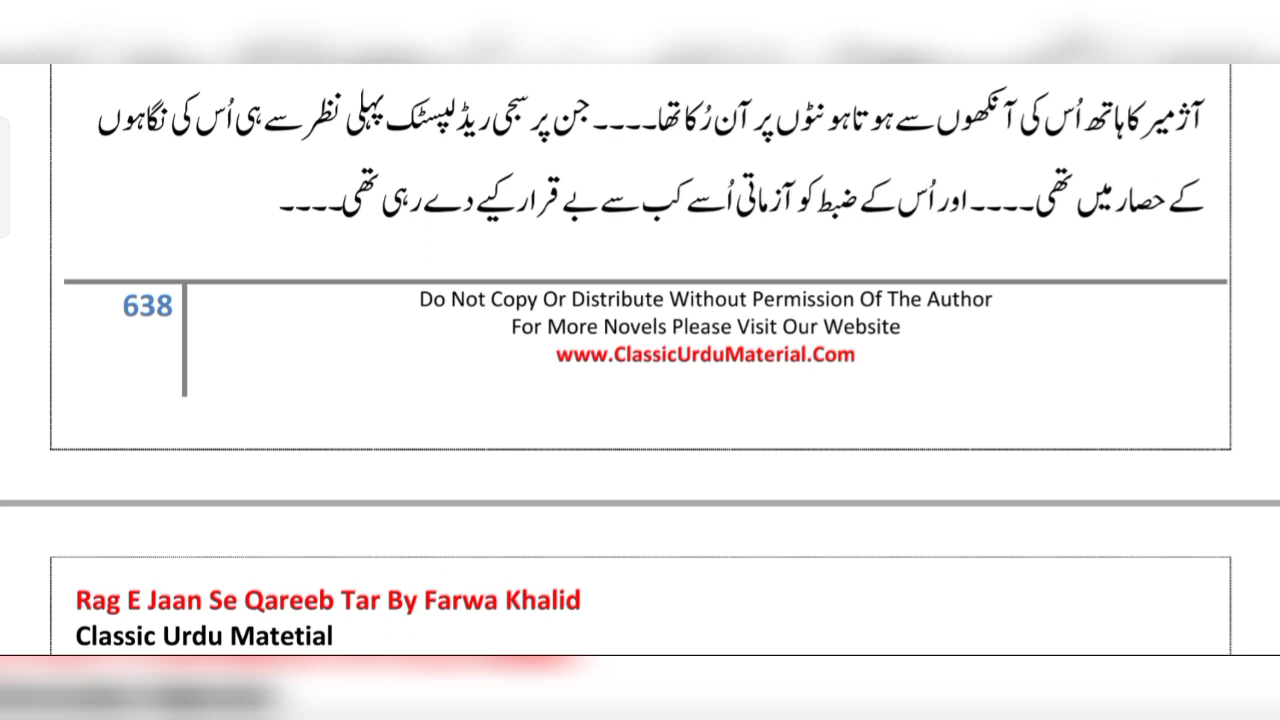 آژمیر کا ہاتھ اُس کی آنکھوں سے ہوتا ہونٹوں پر آن رُکا تھا۔۔۔۔ جن پر سجی ریڈ لپسٹک پہلی نظر سے ہی اُس کی نگاہوں
کے حصار میں تھی۔۔۔۔ اور اُس کے ضبط کو آزماتی اُسے کب سے بے قرار کیے دے رہی تھی۔۔۔۔
638
Do Not Copy Or Distribute Without Permission Of The Author
For More Novels Please Visit Our Website
www.ClassicUrduMaterial.Com
Rag E Jaan Se Qareeb Tar By Farwa Khalid
Classic Urdu Matetial